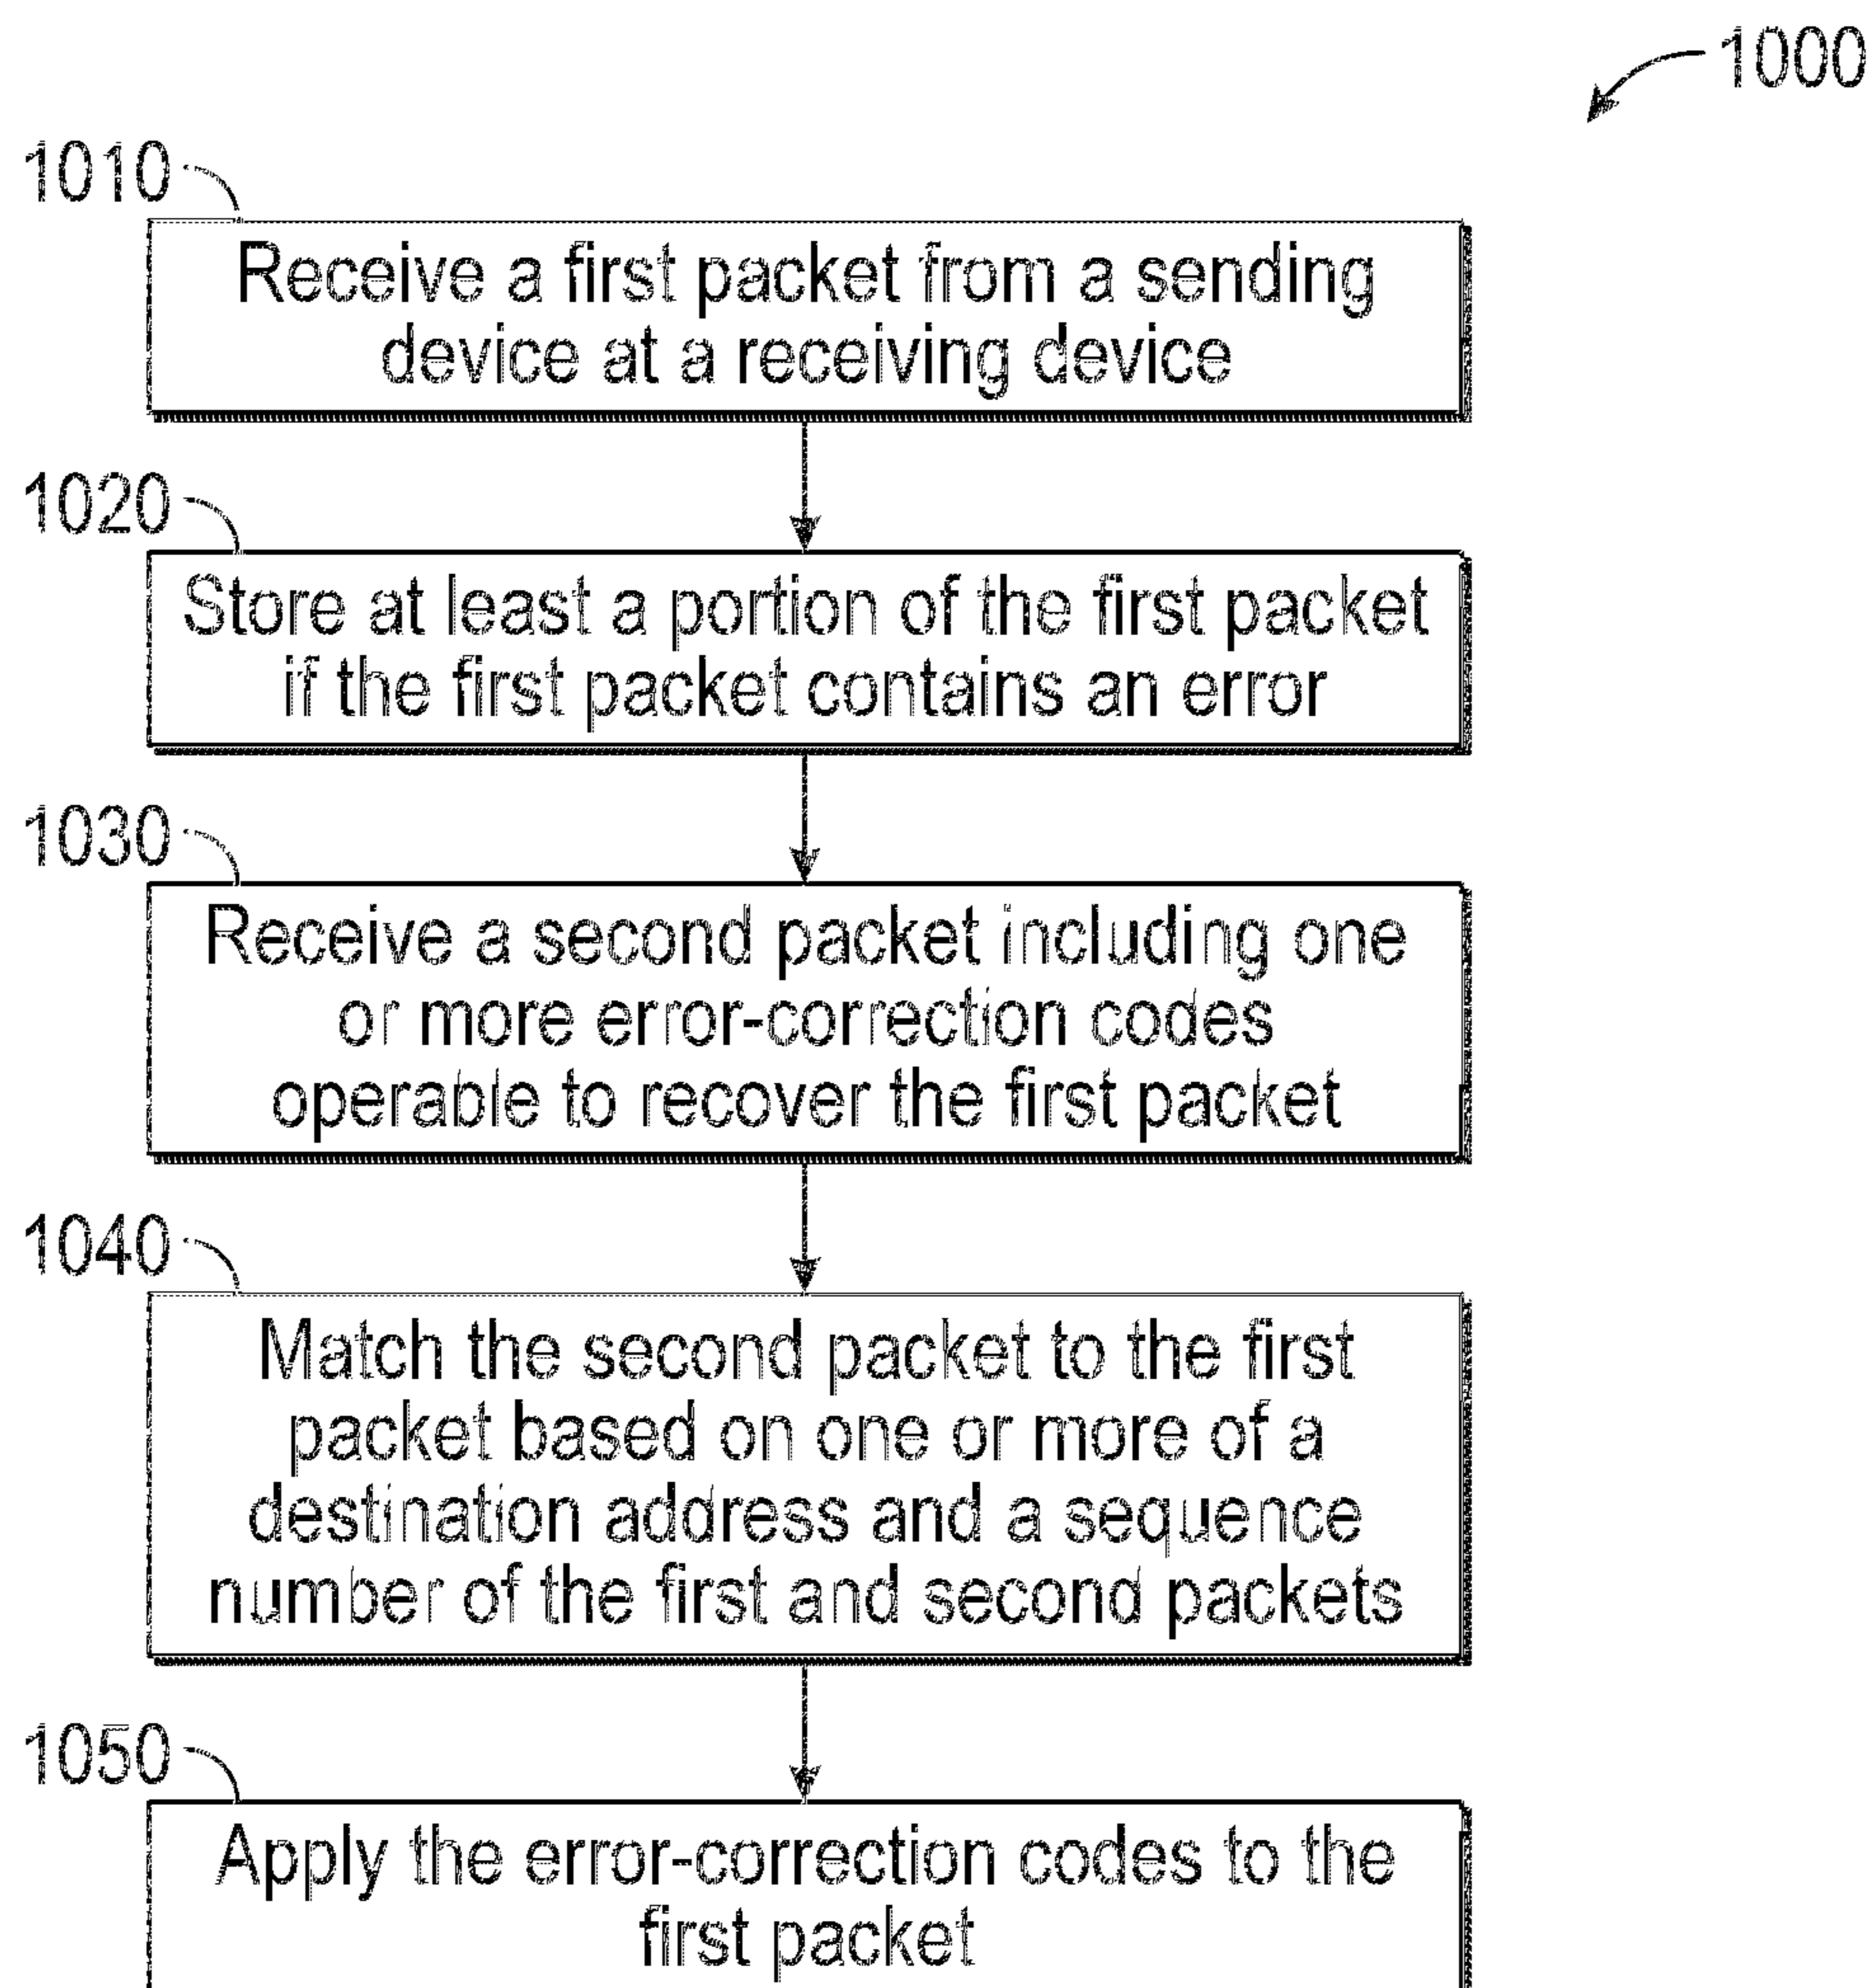 1000
1010
Receive a first packet from a sending
device at a receiving device
1020
Store at least a portion of the first packet
if the first packet contains an error
1030
Receive a second packet including one
or more error-correction codes
operable to recover the first packet
1040
Match the second packet to the first
packet based on one or more of a
destination address and a sequence
number of the first and second packets
1050
Apply the error-correction codes to the
first packet